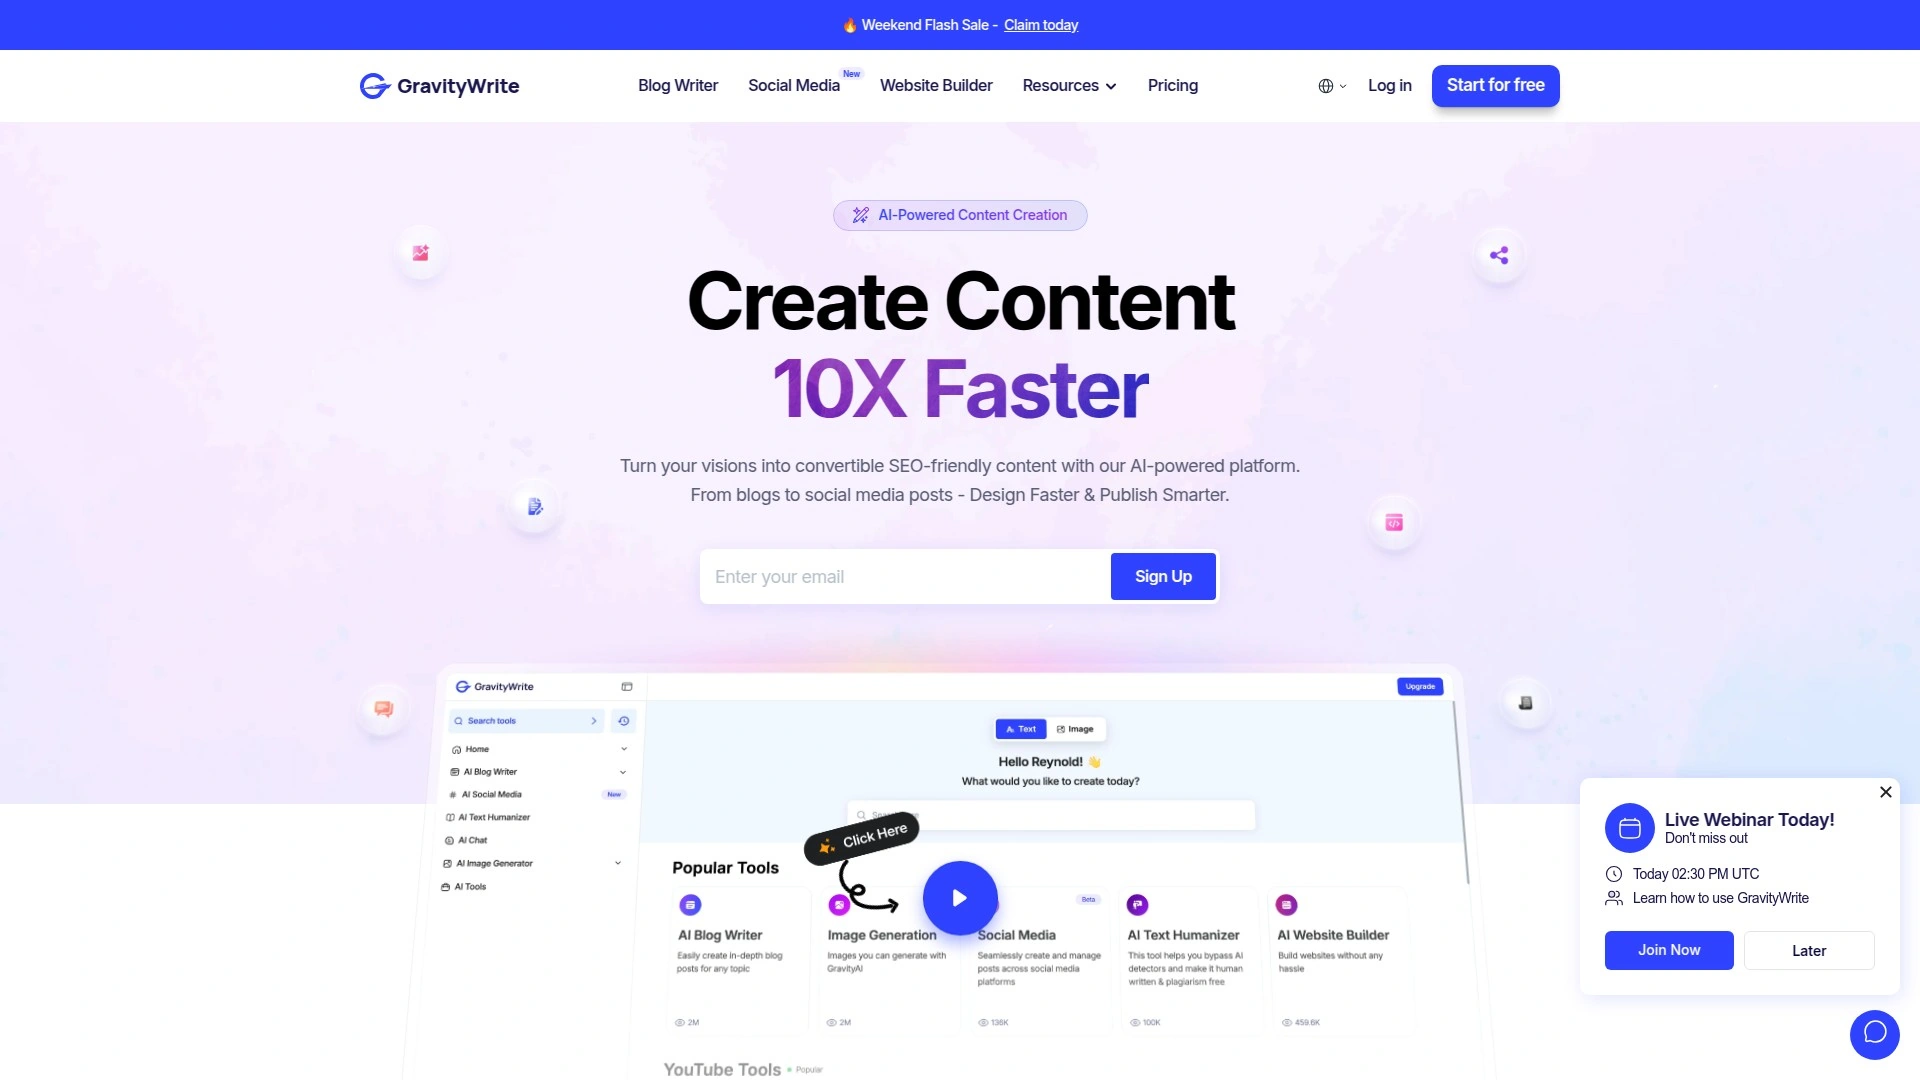 🔥 Weekend Flash Sale - Claim today
GravityWrite
Blog Writer
Social Media
New
Website Builder
Resources
Pricing
Log in
Start for free
AI-Powered Content Creation
Create Content
10X Faster
Turn your visions into convertible SEO-friendly content with our AI-powered platform.
From blogs to social media posts - Design Faster & Publish Smarter.
Enter your email
Sign Up
GravityWrite
Upgrade
Search tools
Home
AI Blog Writer
AI Social Media
New
AI Text Humanizer
AI Chat
AI Image Generator
AI Tools
Text
Image
Hello Reynold! 👋
What would you like to create today?
Click Here
Popular Tools
AI Blog Writer
Easily create in-depth blog
posts for any topic
2M
Image Generation
Images you can generate with
GravityAI
2M
Beta
Social Media
Seamlessly create and manage
posts across social media
platforms
136K
AI Text Humanizer
This tool helps you bypass AI
detectors and make it human
written & plagiarism free
100K
AI Website Builder
Build websites without any
hassle
459.6K
YouTube Tools
Popular
Live Webinar Today!
Don't miss out
Today 02:30 PM UTC
Learn how to use GravityWrite
Join Now
Later